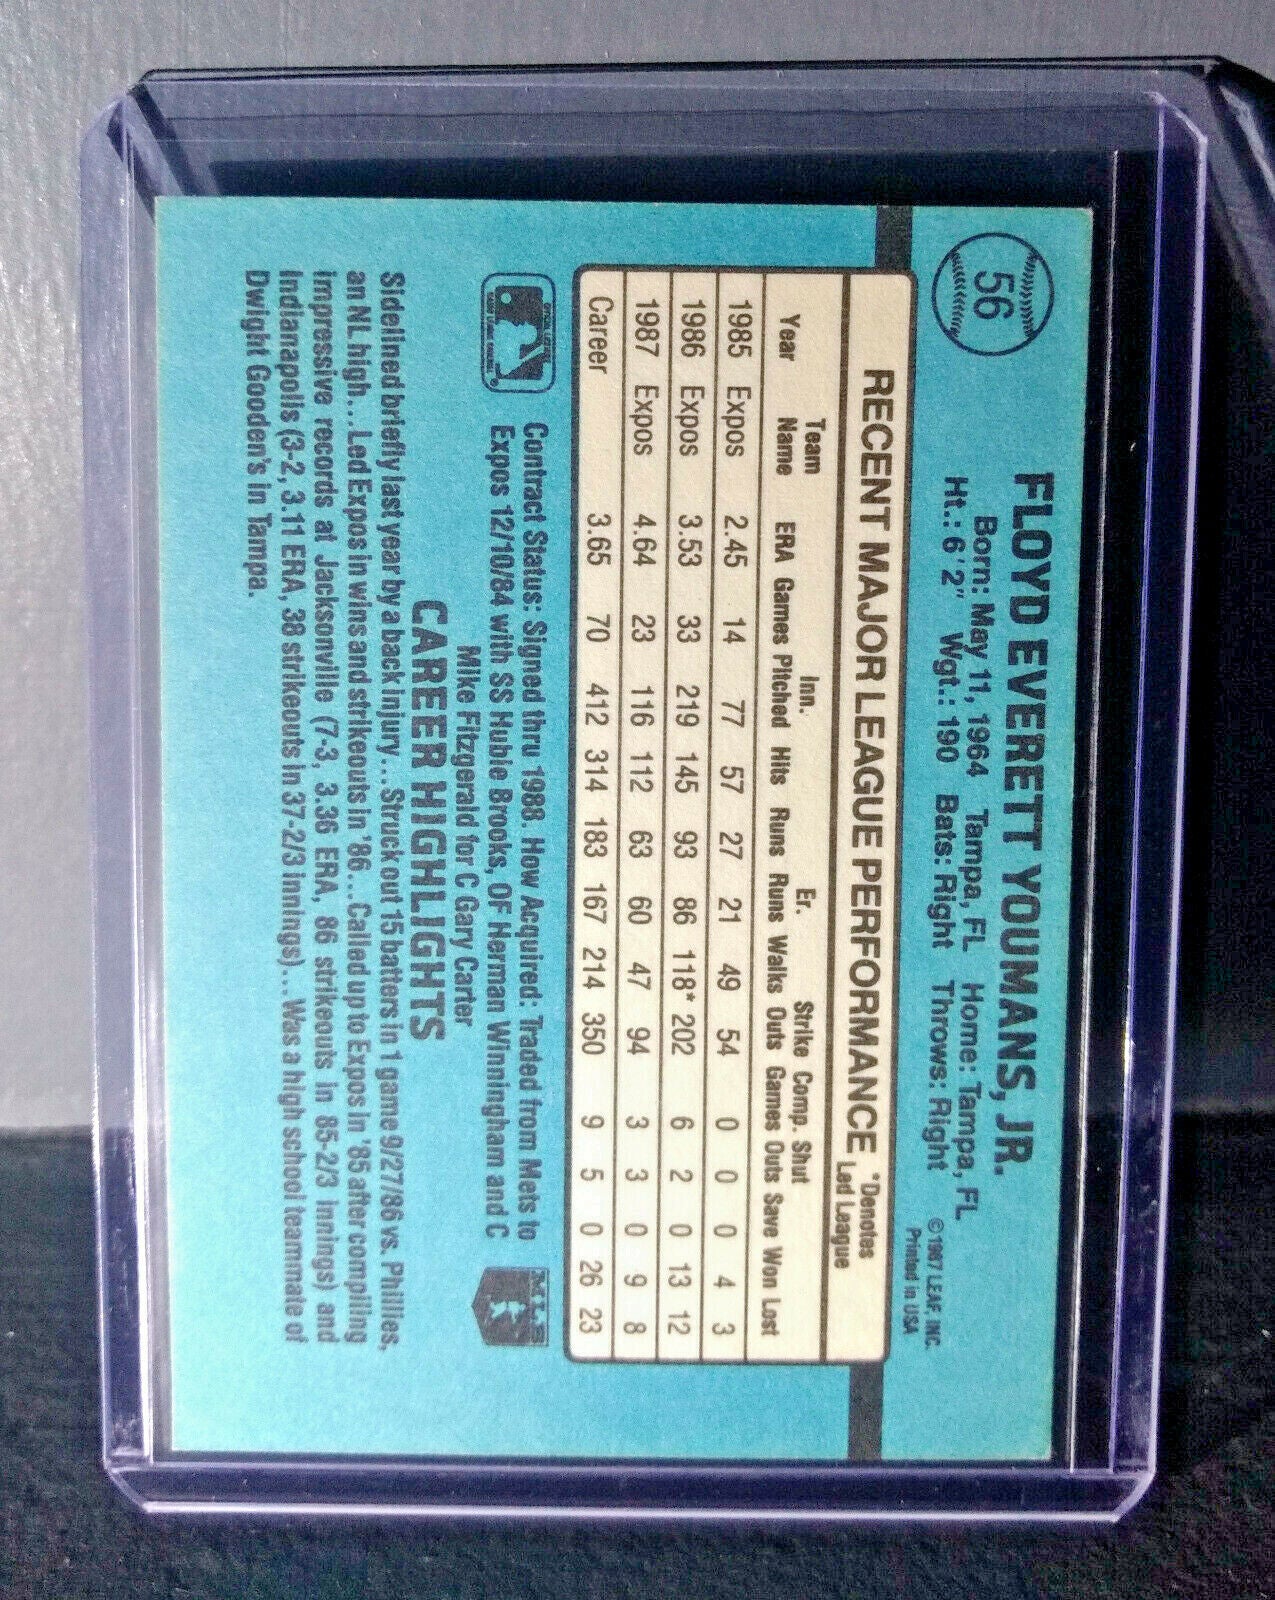 56
FLOYD EVERETT YOUMANS, JR.
Born: May 11, 1964 Tampa, FL Home: Tampa, FL
Ht.: 6'2" Wgt.: 190 Bats: Right Throws: Right
©1987 LEAF, INC.
Printed in USA
RECENT MAJOR LEAGUE PERFORMANCE *Denotes
Led League
Team Inn. Er. Strike Comp. Shut
Year Name ERA Games Pitched Hits Runs Runs Walks Outs Games Outs Save Won Lost
1985 Expos 2.45 14 77 57 27 21 49 54 0 0 0 4 3
1986 Expos 3.53 33 219 145 93 86 118* 202 6 2 0 13 12
1987 Expos 4.64 23 116 112 63 60 47 94 3 3 0 9 8
Career 3.65 70 412 314 183 167 214 350 9 5 0 26 23
Contract Status: Signed thru 1988. How Acquired: Traded from Mets to
Expos 12/10/84 with SS Hubie Brooks, OF Herman Winningham and C
Mike Fitzgerald for C Gary Carter
MLB
CAREER HIGHLIGHTS
Sidelined briefly last year by a back injury...Struck out 15 batters in 1 game 9/27/86 vs. Phillies,
an NL high...Led Expos in wins and strikeouts in '86...Called up to Expos in '85 after compiling
impressive records at Jacksonville (7-3, 3.36 ERA, 86 strikeouts in 85-2/3 innings) and
Indianapolis (3-2, 3.11 ERA, 38 strikeouts in 37-2/3 innings)...Was a high school teammate of
Dwight Gooden's in Tampa.